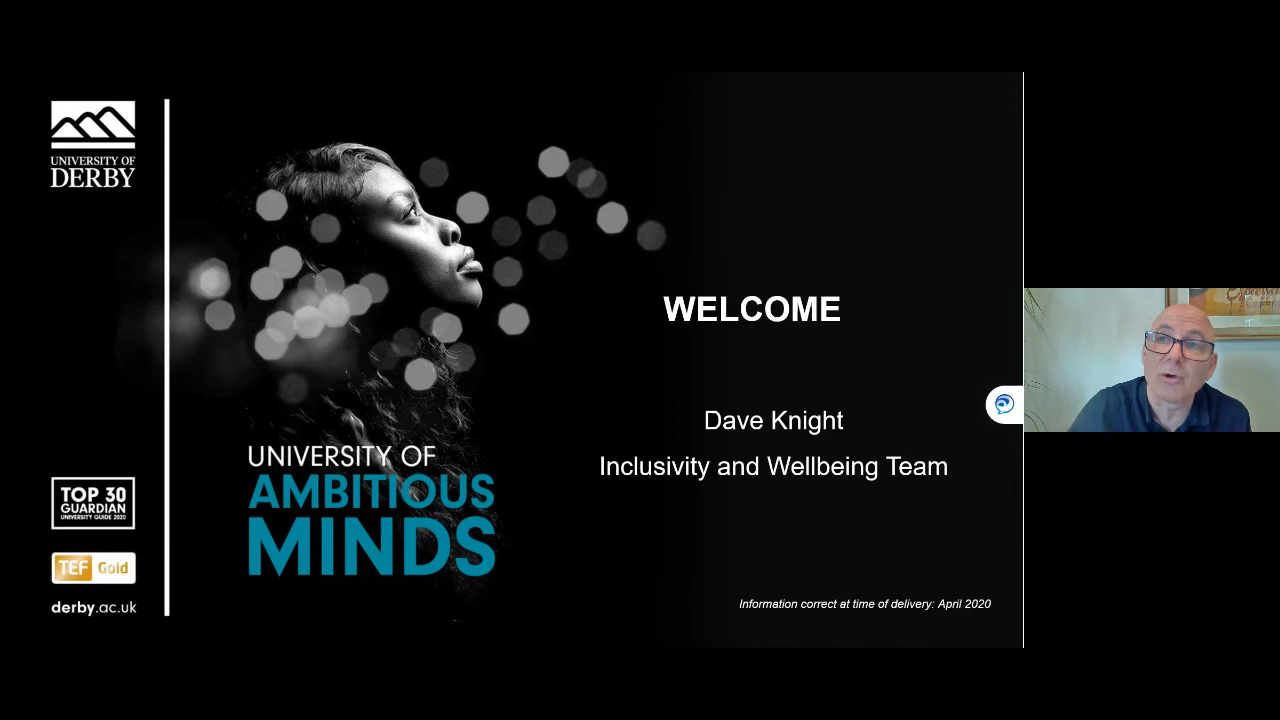 UNIVERSITY OF
DERBY
TOP 30
GUARDIAN
UNIVERSITY GUIDE 2020
TEF Gold
derby.ac.uk
UNIVERSITY OF
AMBITIOUS
MINDS
WELCOME
Dave Knight
Inclusivity and Wellbeing Team
Information correct at time of delivery: April 2020